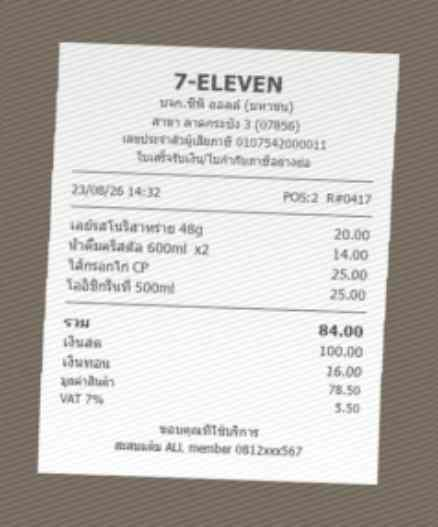 7-ELEVEN
บจก.ซีพี ออลล์ (มหาชน)
สาขา ลาดกระบัง 3 (07856)
เลขประจำตัวผู้เสียภาษี 0107542000011
ใบเสร็จรับเงิน/ใบกำกับภาษีอย่างย่อ
23/08/26 14:32 POS:2 R#0417
เลย์รสโนริสาหร่าย 48g 20.00
น้ำดื่มคริสตัล 600ml x2 14.00
ไส้กรอกไก่ CP 25.00
โออิชิกรีนที 500ml 25.00
รวม 84.00
เงินสด 100.00
เงินทอน 16.00
มูลค่าสินค้า 78.50
VAT 7% 5.50
ขอบคุณที่ใช้บริการ
สะสมแต้ม ALL member 0812xxx567